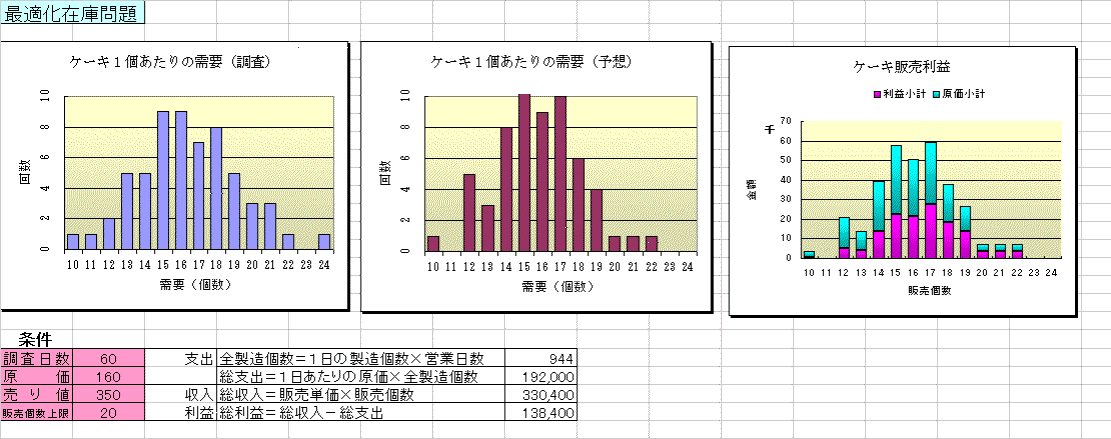 最適化在庫問題
ケーキ1個あたりの需要(調査)
回数
10
8
6
4
2
0
10 11 12 13 14 15 16 17 18 19 20 21 22 23 24
需要(個数)
ケーキ1個あたりの需要(予想)
回数
10
8
6
4
2
0
10 11 12 13 14 15 16 17 18 19 20 21 22 23 24
需要(個数)
ケーキ販売利益
利益小計 原価小計
千
金額
70
60
50
40
30
20
10
0
10 11 12 13 14 15 16 17 18 19 20 21 22 23 24
販売個数
条件
調査日数 60 支出 全製造個数=1日の製造個数×営業日数 944
原 価 160 総支出=1日あたりの原価×全製造個数 192,000
売り値 350 収入 総収入=販売単価×販売個数 330,400
販売個数上限 20 利益 総利益=総収入-総支出 138,400